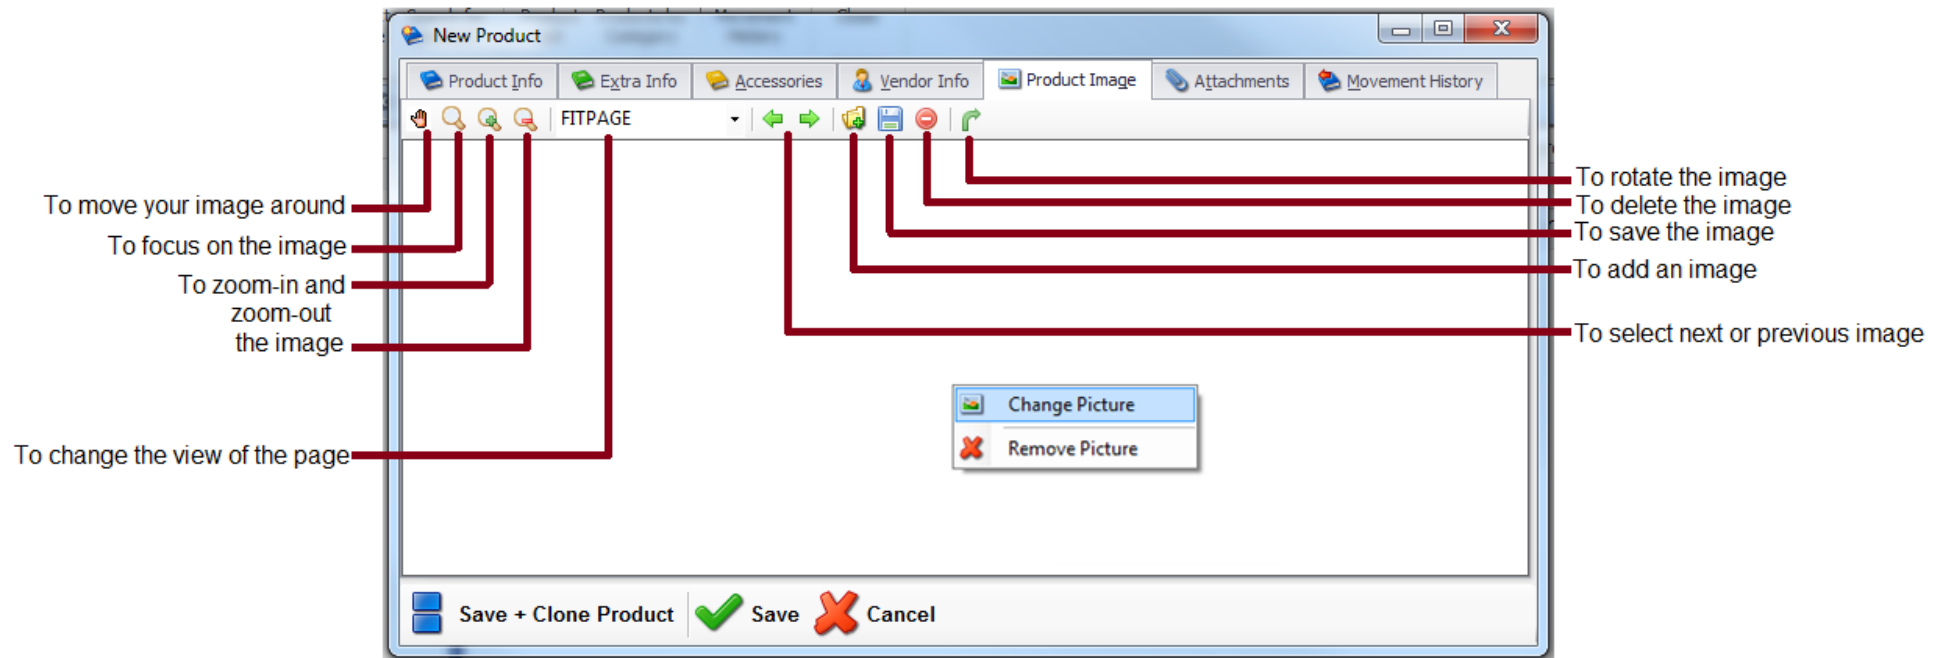 New Product
Product Info
Extra Info
Accessories
Vendor Info
Product Image
Attachments
Movement History
FITPAGE
To move your image around
To focus on the image
To zoom-in and
zoom-out
the image
To change the view of the page
To rotate the image
To delete the image
To save the image
To add an image
To select next or previous image
Change Picture
Remove Picture
Save + Clone Product
Save
Cancel